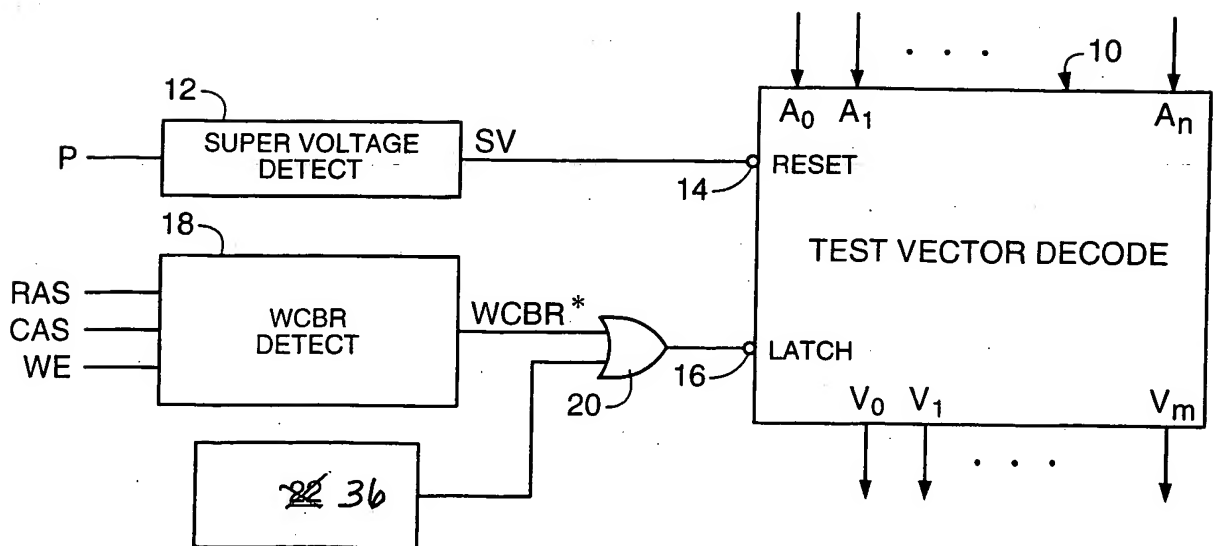 10
A0 A1 An
12
P SUPER VOLTAGE DETECT SV
14 RESET
TEST VECTOR DECODE
18
RAS
CAS
WE
WCBR DETECT
WCBR*
20
16 LATCH
V0 V1 Vm
22 36